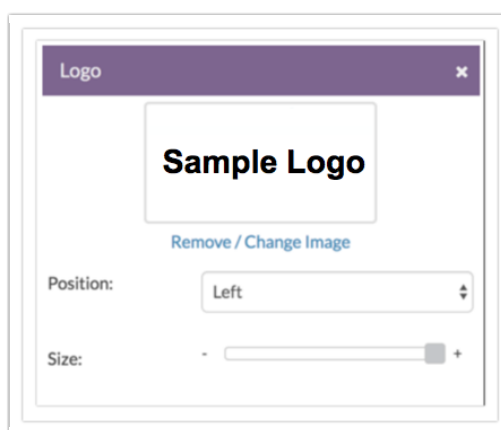 Logo ×
Sample Logo
Remove / Change Image
Position: Left
Size: - +